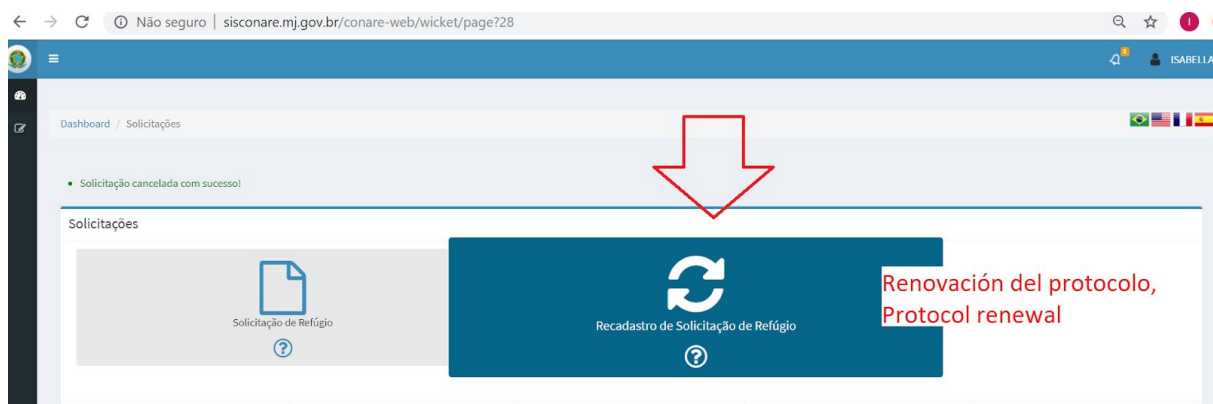 Não seguro | sisconare.mj.gov.br/conare-web/wicket/page?28
I
1
ISABELLA
Dashboard / Solicitações
Solicitação cancelada com sucesso!
Solicitações
Solicitação de Refúgio
?
Recadastro de Solicitação de Refúgio
?
Renovación del protocolo,
Protocol renewal